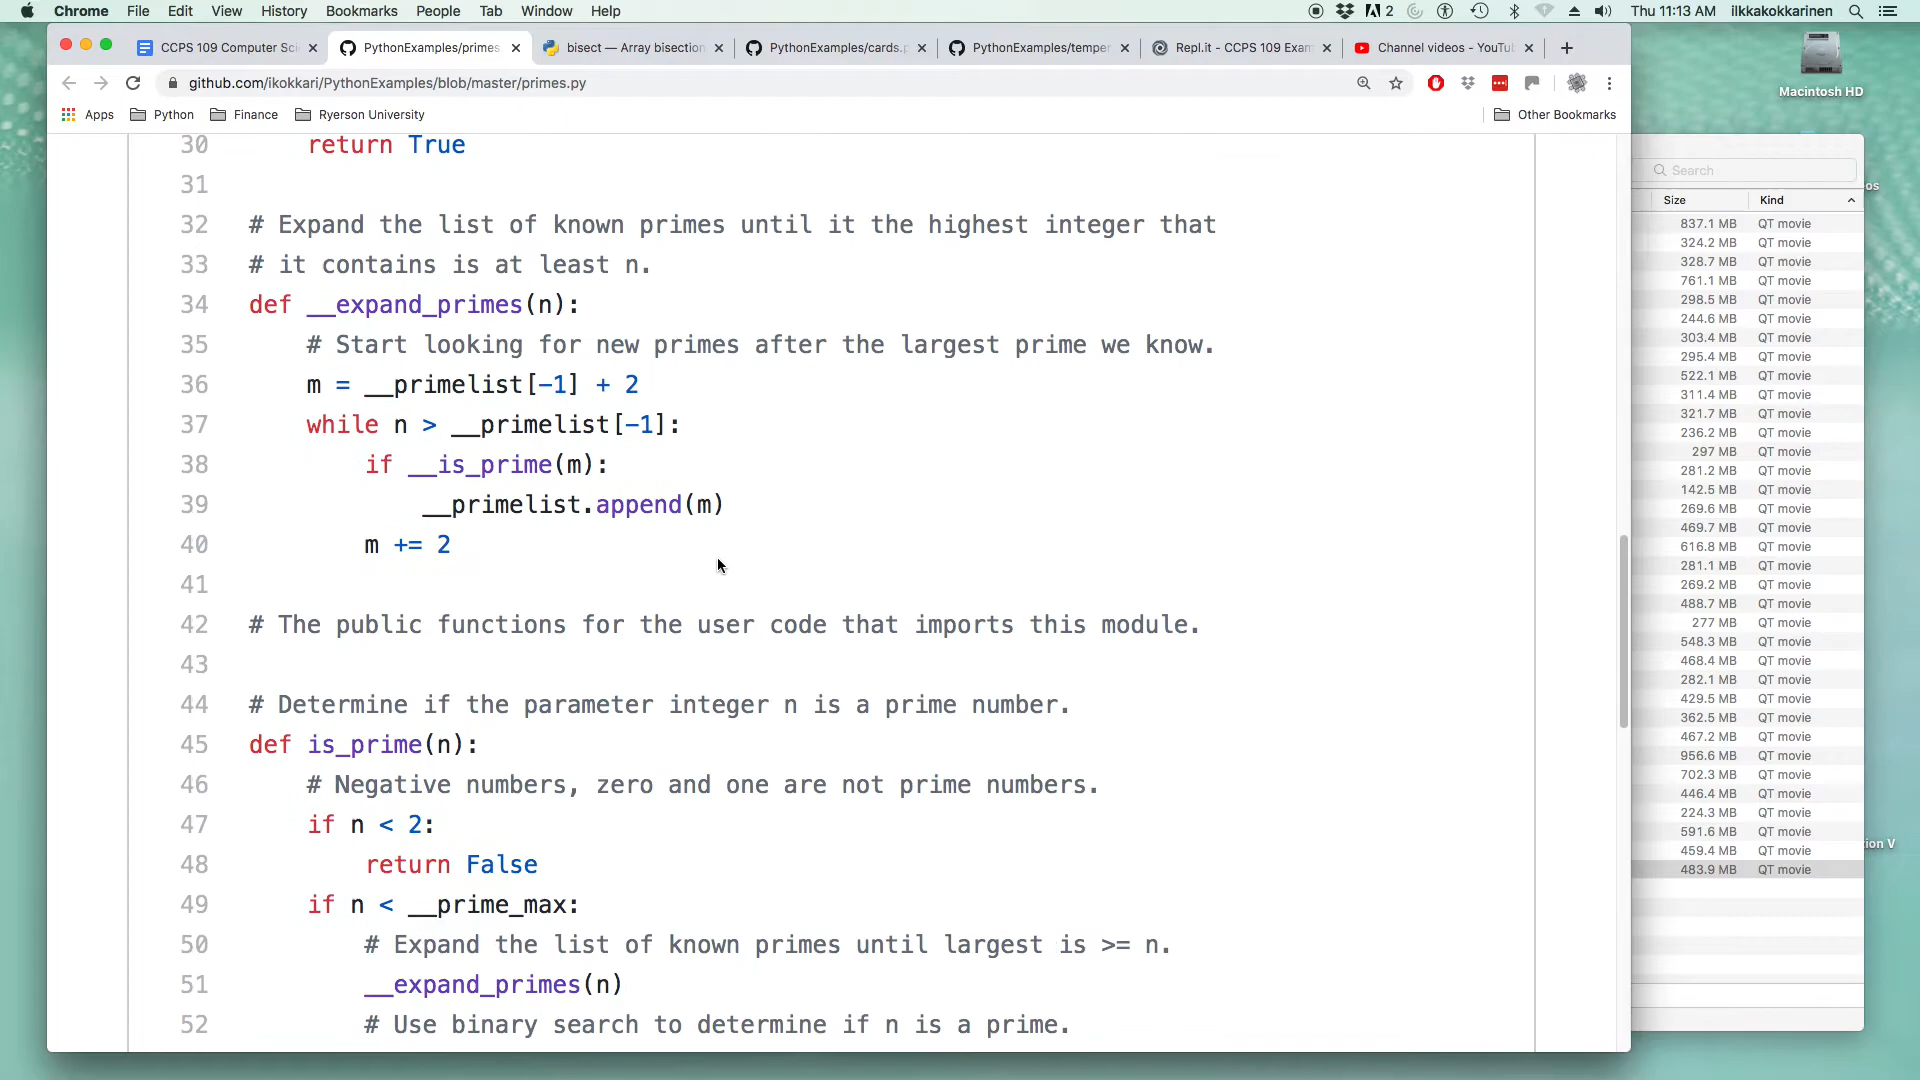 Chrome File Edit View History Bookmarks People Tab Window Help 2 Thu 11:13 AM ilkkakokkarinen
CCPS 109 Computer Sci PythonExamples/primes. bisect — Array bisection PythonExamples/cards.p PythonExamples/temper Repl.it - CCPS 109 Exam Channel videos - YouTu
github.com/ikokkari/PythonExamples/blob/master/primes.py
Apps Python Finance Ryerson University Other Bookmarks
Macintosh HD
30 return True
31
32 # Expand the list of known primes until it the highest integer that
33 # it contains is at least n.
34 def __expand_primes(n):
35 # Start looking for new primes after the largest prime we know.
36 m = __primelist[-1] + 2
37 while n > __primelist[-1]:
38 if __is_prime(m):
39 __primelist.append(m)
40 m += 2
41
42 # The public functions for the user code that imports this module.
43
44 # Determine if the parameter integer n is a prime number.
45 def is_prime(n):
46 # Negative numbers, zero and one are not prime numbers.
47 if n < 2:
48 return False
49 if n < __prime_max:
50 # Expand the list of known primes until largest is >= n.
51 __expand_primes(n)
52 # Use binary search to determine if n is a prime.
Search
os
Size Kind
837.1 MB QT movie
324.2 MB QT movie
328.7 MB QT movie
761.1 MB QT movie
298.5 MB QT movie
244.6 MB QT movie
303.4 MB QT movie
295.4 MB QT movie
522.1 MB QT movie
311.4 MB QT movie
321.7 MB QT movie
236.2 MB QT movie
297 MB QT movie
281.2 MB QT movie
142.5 MB QT movie
269.6 MB QT movie
469.7 MB QT movie
616.8 MB QT movie
281.1 MB QT movie
269.2 MB QT movie
488.7 MB QT movie
277 MB QT movie
548.3 MB QT movie
468.4 MB QT movie
282.1 MB QT movie
429.5 MB QT movie
362.5 MB QT movie
467.2 MB QT movie
956.6 MB QT movie
702.3 MB QT movie
446.4 MB QT movie
224.3 MB QT movie
591.6 MB QT movie
459.4 MB QT movie
483.9 MB QT movie
ion V